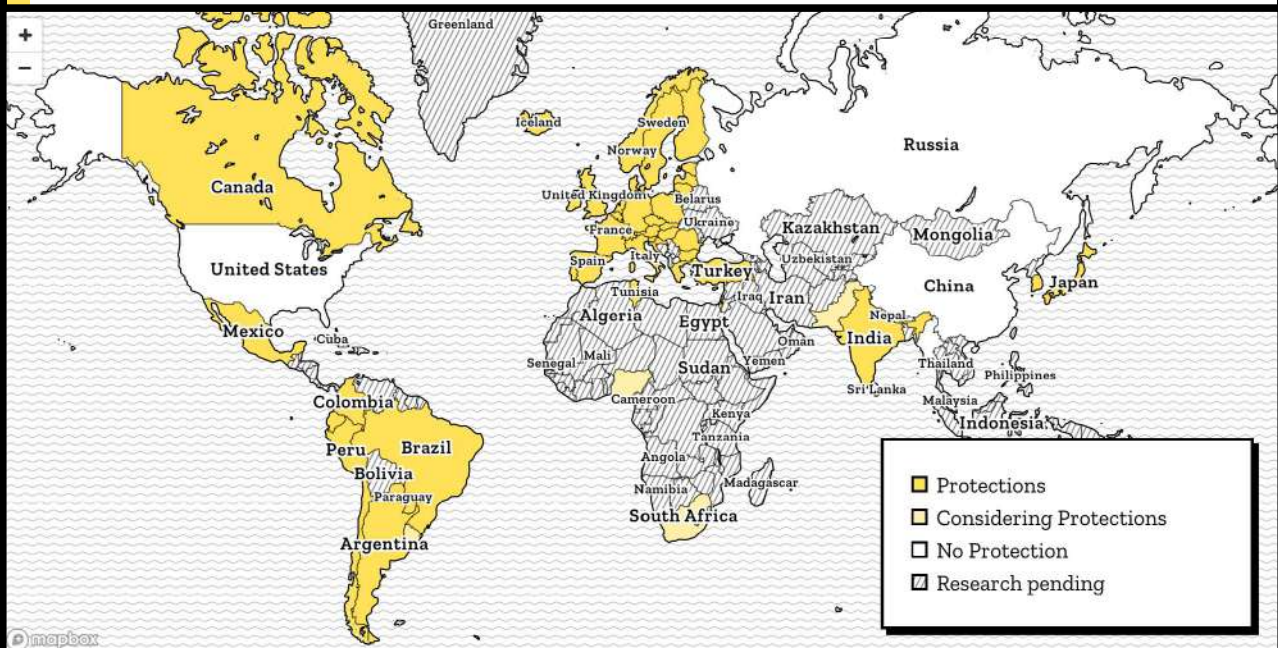 +
−
Greenland
Iceland
Sweden
Norway
Russia
Canada
United Kingdom
Belarus
Ukraine
France
Kazakhstan
Mongolia
United States
Spain
Italy
Turkey
Uzbekistan
China
Japan
Tunisia
Iraq
Iran
Algeria
Egypt
Nepal
India
Mexico
Cuba
Oman
Senegal
Mali
Sudan
Yemen
Thailand
Philippines
Sri Lanka
Colombia
Cameroon
Malaysia
Kenya
Indonesia
Peru
Brazil
Tanzania
Angola
Bolivia
Paraguay
Namibia
Madagascar
South Africa
Argentina
Protections
Considering Protections
No Protection
Research pending
mapbox